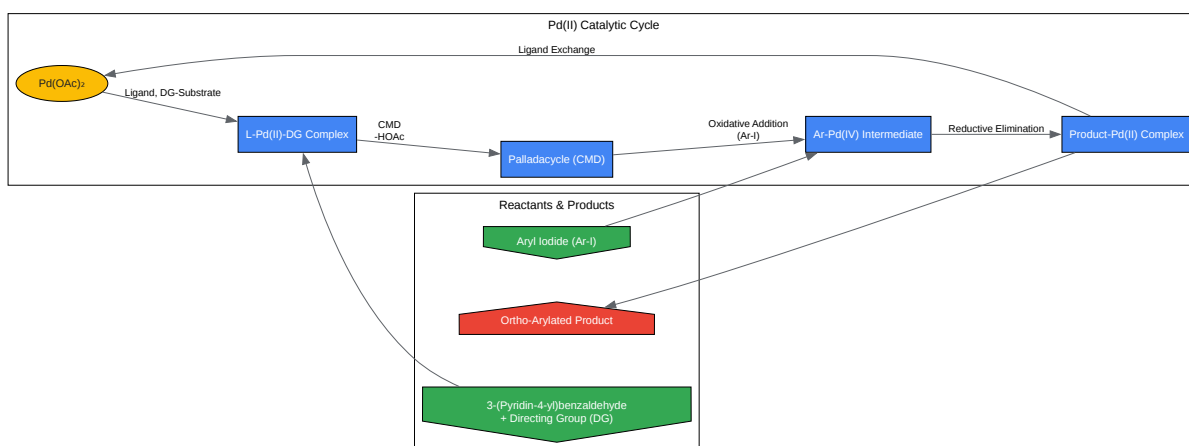 Pd(II) Catalytic Cycle
Ligand Exchange
Pd(OAc)₂
Ligand, DG-Substrate
L-Pd(II)-DG Complex
CMD
-HOAc
Palladacycle (CMD)
Oxidative Addition
(Ar-I)
Ar-Pd(IV) Intermediate
Reductive Elimination
Product-Pd(II) Complex
Reactants & Products
Aryl Iodide (Ar-I)
Ortho-Arylated Product
3-(Pyridin-4-yl)benzaldehyde
+ Directing Group (DG)